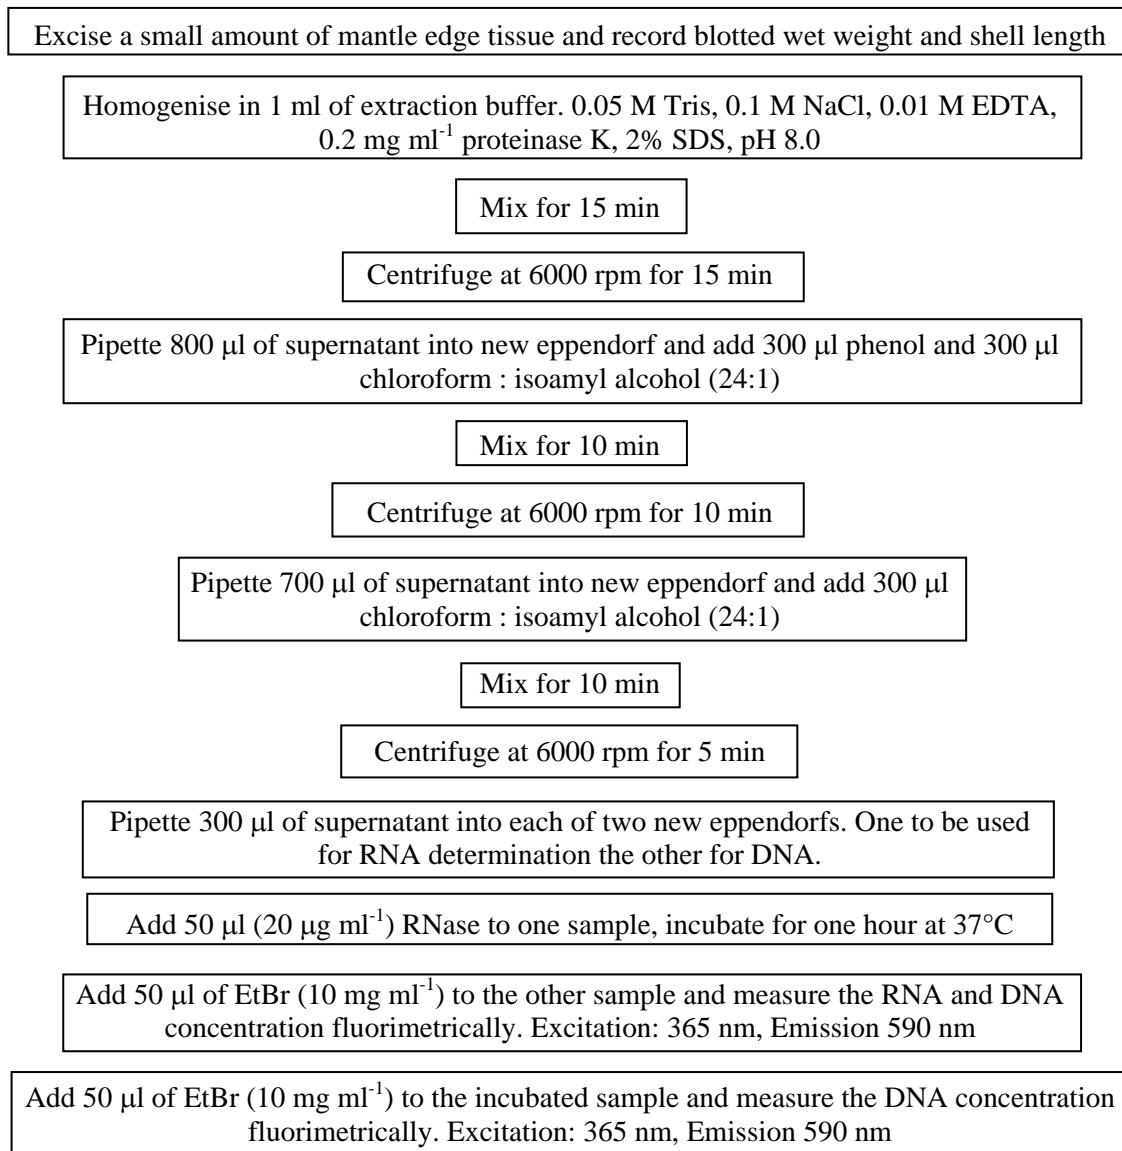 Excise a small amount of mantle edge tissue and record blotted wet weight and shell length
Homogenise in 1 ml of extraction buffer. 0.05 M Tris, 0.1 M NaCl, 0.01 M EDTA,
0.2 mg ml⁻¹ proteinase K, 2% SDS, pH 8.0
Mix for 15 min
Centrifuge at 6000 rpm for 15 min
Pipette 800 μl of supernatant into new eppendorf and add 300 μl phenol and 300 μl
chloroform : isoamyl alcohol (24:1)
Mix for 10 min
Centrifuge at 6000 rpm for 10 min
Pipette 700 μl of supernatant into new eppendorf and add 300 μl
chloroform : isoamyl alcohol (24:1)
Mix for 10 min
Centrifuge at 6000 rpm for 5 min
Pipette 300 μl of supernatant into each of two new eppendorfs. One to be used
for RNA determination the other for DNA.
Add 50 μl (20 μg ml⁻¹) RNase to one sample, incubate for one hour at 37°C
Add 50 μl of EtBr (10 mg ml⁻¹) to the other sample and measure the RNA and DNA
concentration fluorimetrically. Excitation: 365 nm, Emission 590 nm
Add 50 μl of EtBr (10 mg ml⁻¹) to the incubated sample and measure the DNA concentration
fluorimetrically. Excitation: 365 nm, Emission 590 nm